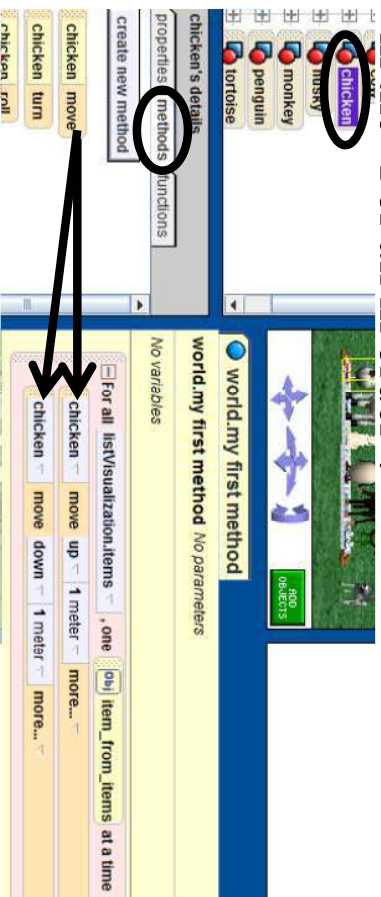 chicken
husky
monkey
penguin
tortoise
chicken's details
properties methods functions
create new method
chicken move
chicken turn
chicken roll
ADD OBJECTS
world.my first method
world.my first method No parameters
No variables
For all listVisualization.items , one Obj item_from_items at a time
chicken move up 1 meter more...
chicken move down 1 meter more...